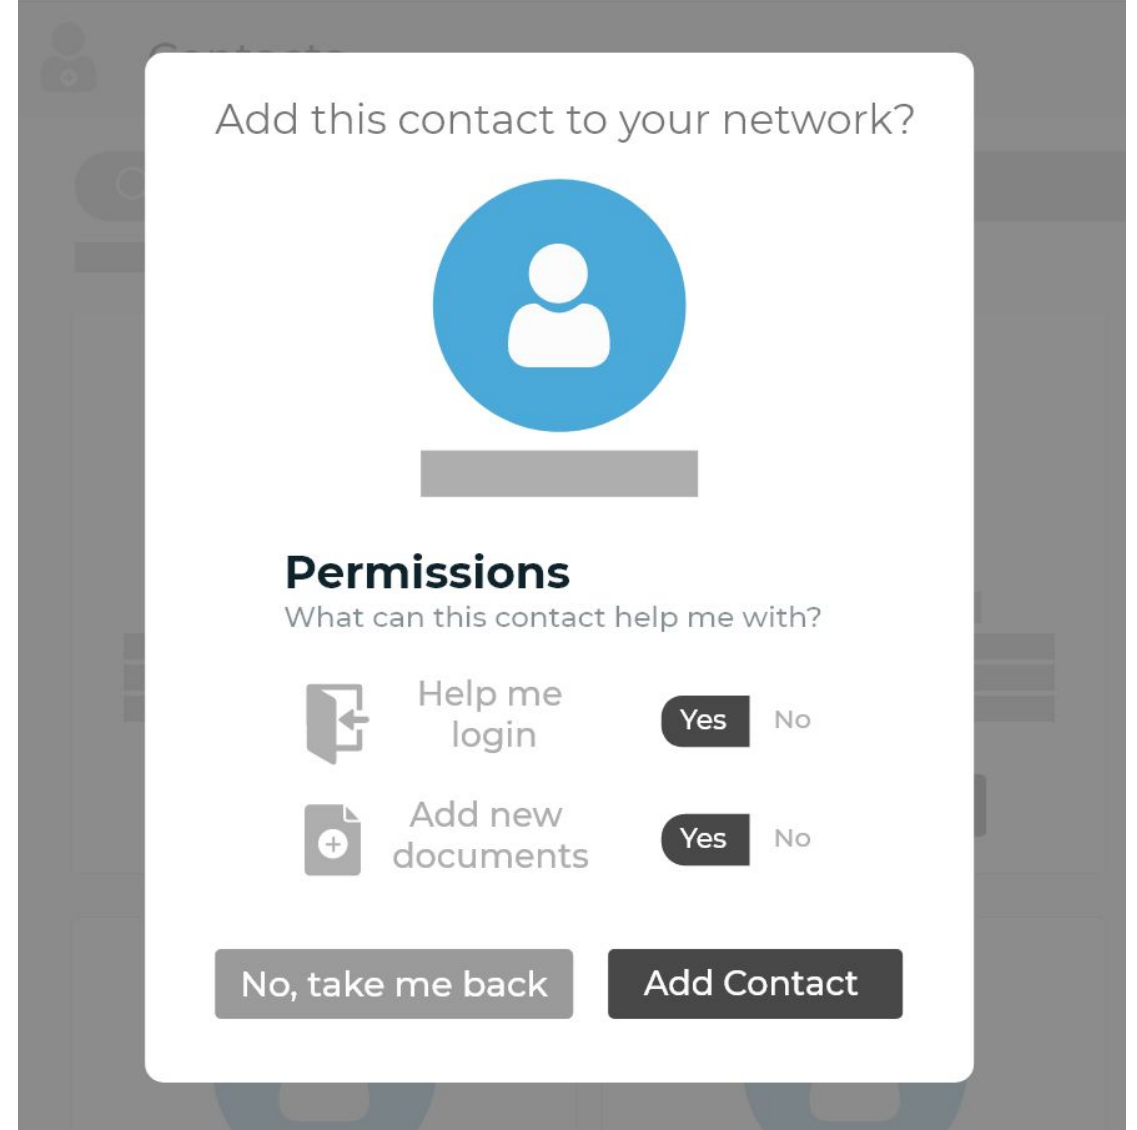 Contacts
Add this contact to your network?
Permissions
What can this contact help me with?
Help me
login
Yes No
Add new
documents
Yes No
No, take me back
Add Contact